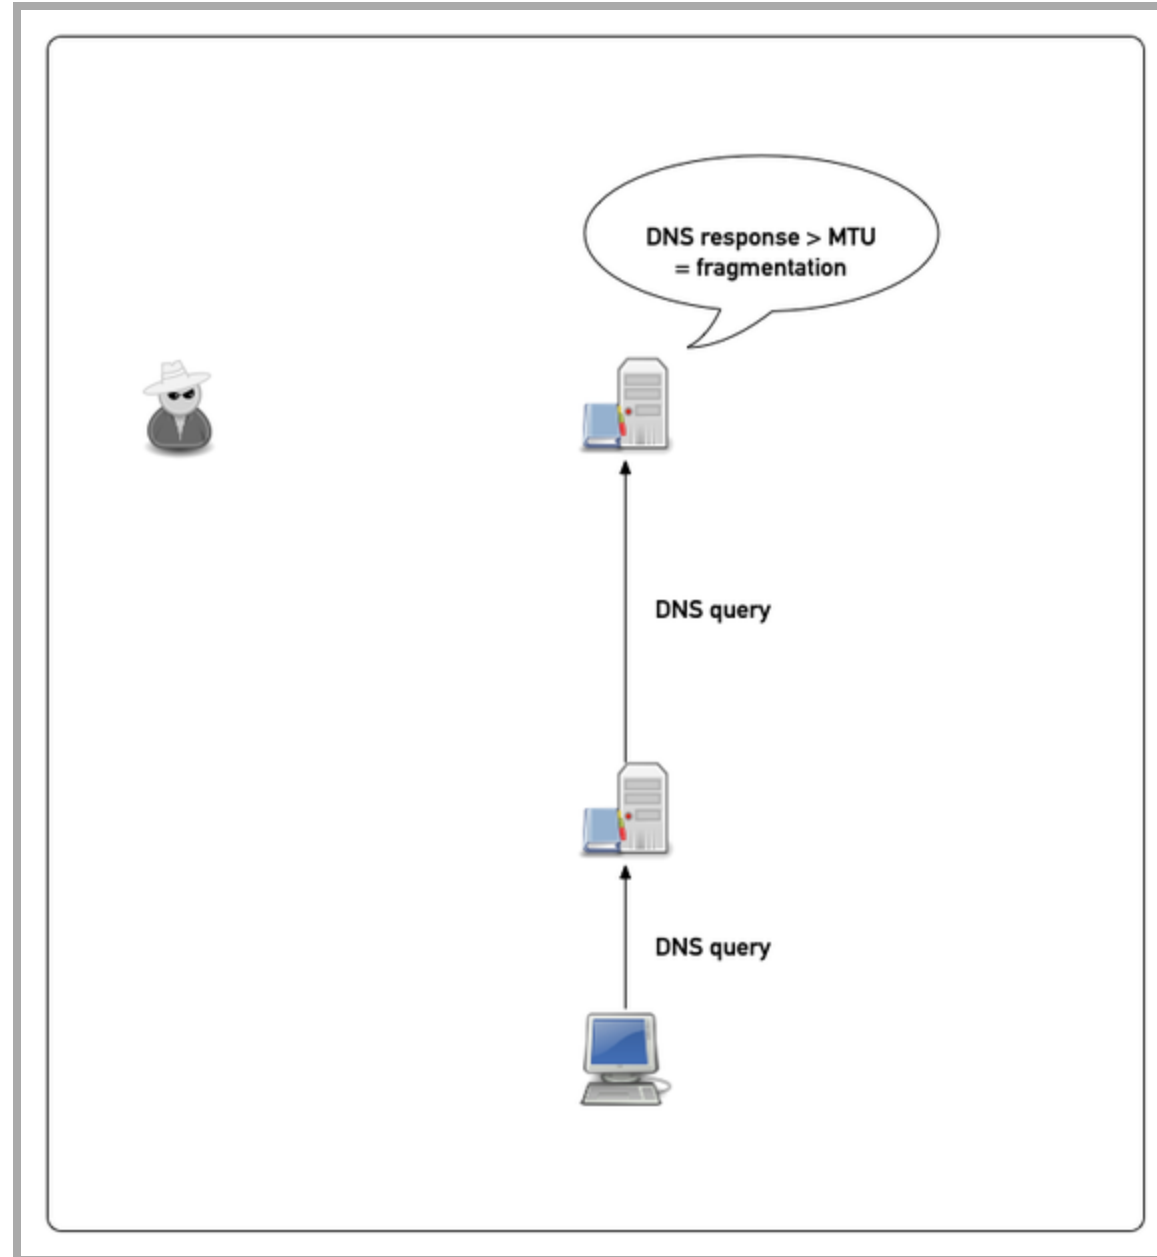 DNS response > MTU
= fragmentation
DNS query
DNS query